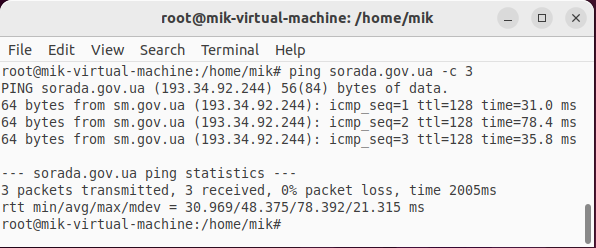 root@mik-virtual-machine: /home/mik
File Edit View Search Terminal Help
root@mik-virtual-machine:/home/mik# ping sorada.gov.ua -c 3
PING sorada.gov.ua (193.34.92.244) 56(84) bytes of data.
64 bytes from sm.gov.ua (193.34.92.244): icmp_seq=1 ttl=128 time=31.0 ms
64 bytes from sm.gov.ua (193.34.92.244): icmp_seq=2 ttl=128 time=78.4 ms
64 bytes from sm.gov.ua (193.34.92.244): icmp_seq=3 ttl=128 time=35.8 ms
--- sorada.gov.ua ping statistics ---
3 packets transmitted, 3 received, 0% packet loss, time 2005ms
rtt min/avg/max/mdev = 30.969/48.375/78.392/21.315 ms
root@mik-virtual-machine:/home/mik#